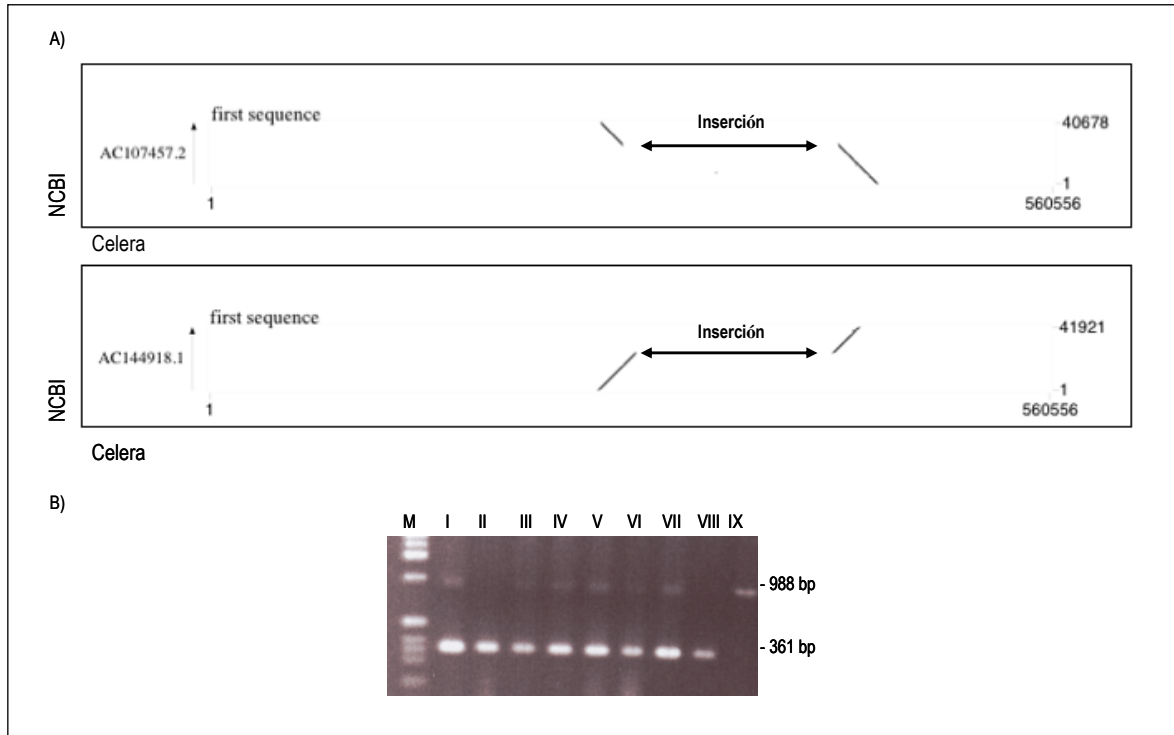 A)
first sequence
Inserción
40678
AC107457.2
1
1
560556
NCBI
Celera
first sequence
Inserción
41921
AC144918.1
1
1
560556
NCBI
Celera
B)
M I II III IV V VI VII VIII IX
- 988 bp
- 361 bp